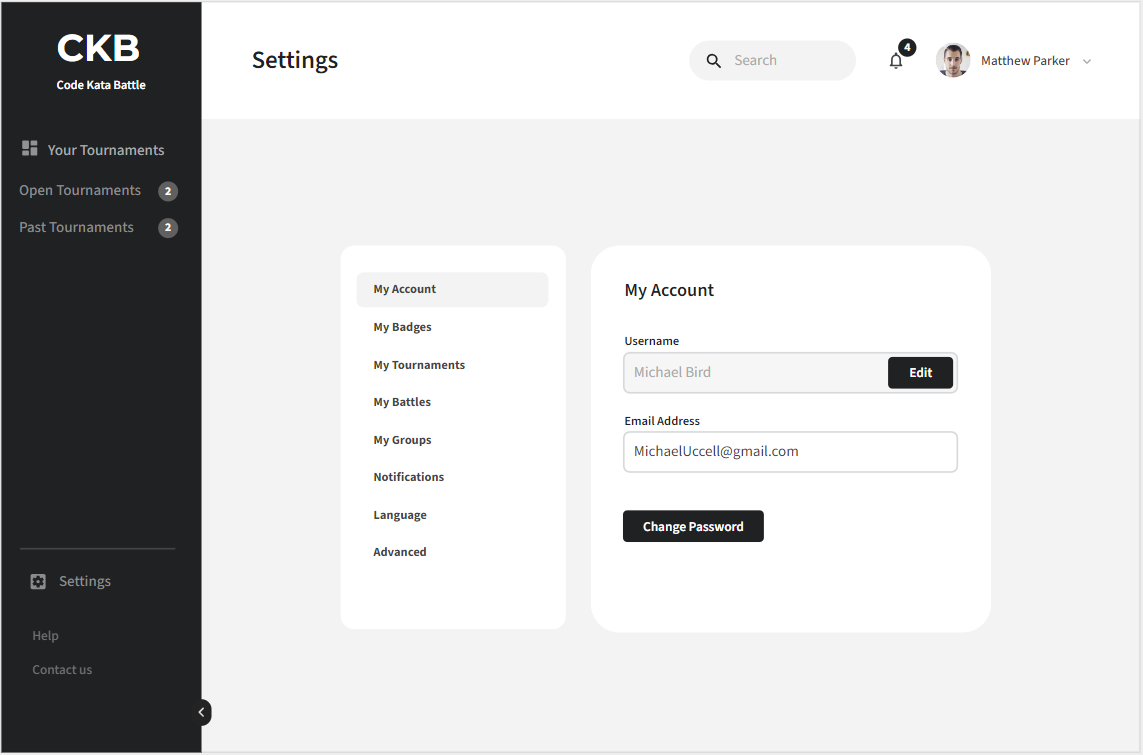 CKB
Code Kata Battle
Your Tournaments
Open Tournaments 2
Past Tournaments 2
Settings
Help
Contact us
Settings
Search
4
Matthew Parker
My Account
My Badges
My Tournaments
My Battles
My Groups
Notifications
Language
Advanced
My Account
Username
Michael Bird Edit
Email Address
MichaelUccell@gmail.com
Change Password